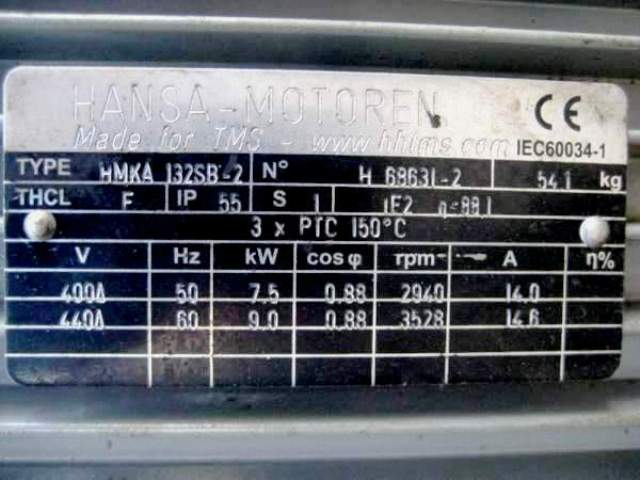 HANSA-MOTOREN CE
Made for TMS - www.hhtms.com IEC60034-1
TYPE HMKA 132SB-2 N° H 68631-2 54.1 kg
THCL F IP 55 S 1 IE2 η=88.1
3 x PTC 150°C
V Hz kW cosφ rpm A η%
400Δ 50 7.5 0.88 2940 14.0
440Δ 60 9.0 0.88 3528 14.6